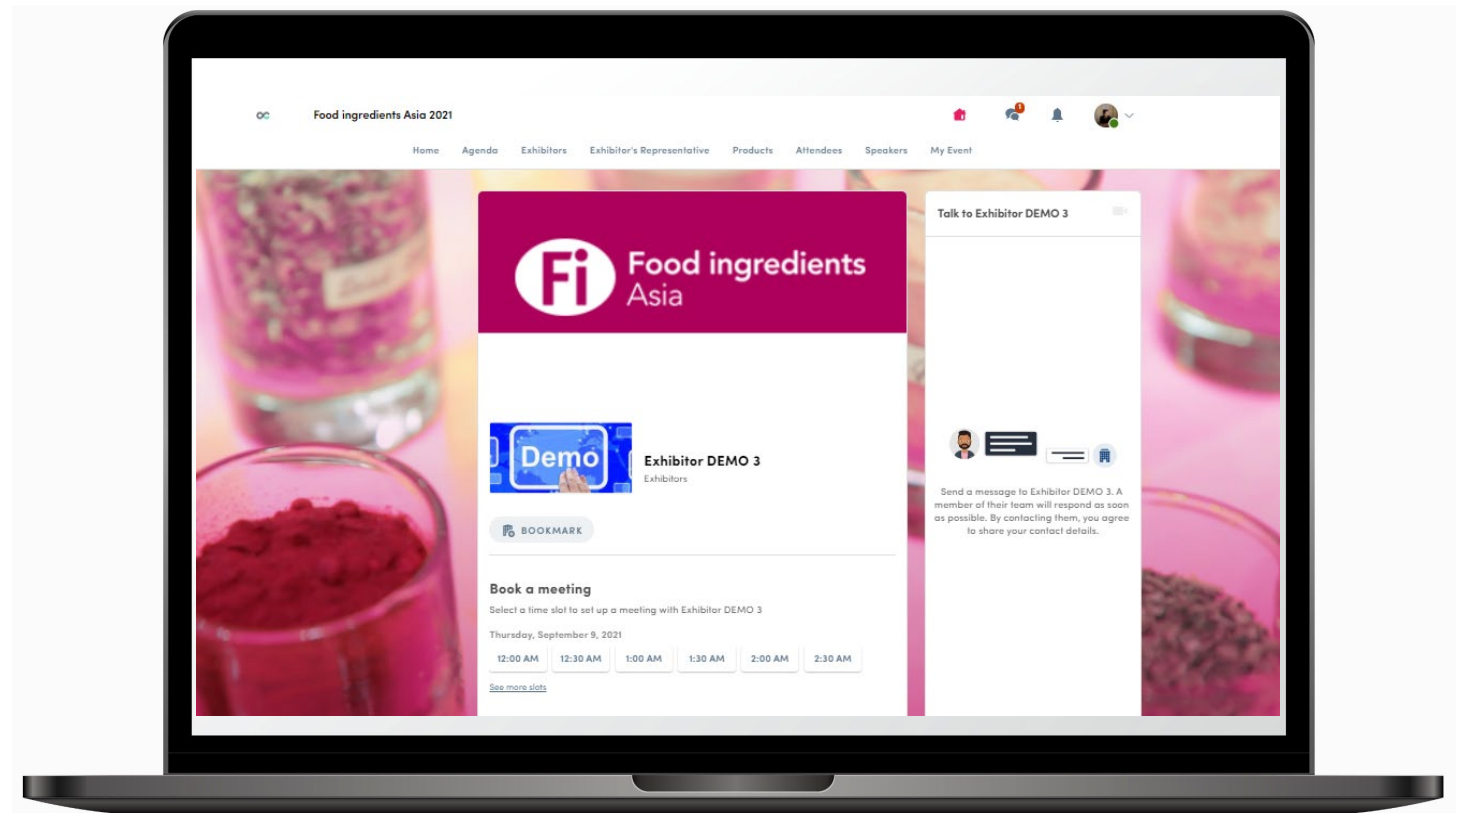 Food ingredients Asia 2021
1
Home Agenda Exhibitors Exhibitor's Representative Products Attendees Speakers My Event
Fi Food ingredients
Asia
Demo
Exhibitor DEMO 3
Exhibitors
BOOKMARK
Book a meeting
Select a time slot to set up a meeting with Exhibitor DEMO 3
Thursday, September 9, 2021
12:00 AM 12:30 AM 1:00 AM 1:30 AM 2:00 AM 2:30 AM
See more slots
Talk to Exhibitor DEMO 3
Send a message to Exhibitor DEMO 3. A
member of their team will respond as soon
as possible. By contacting them, you agree
to share your contact details.